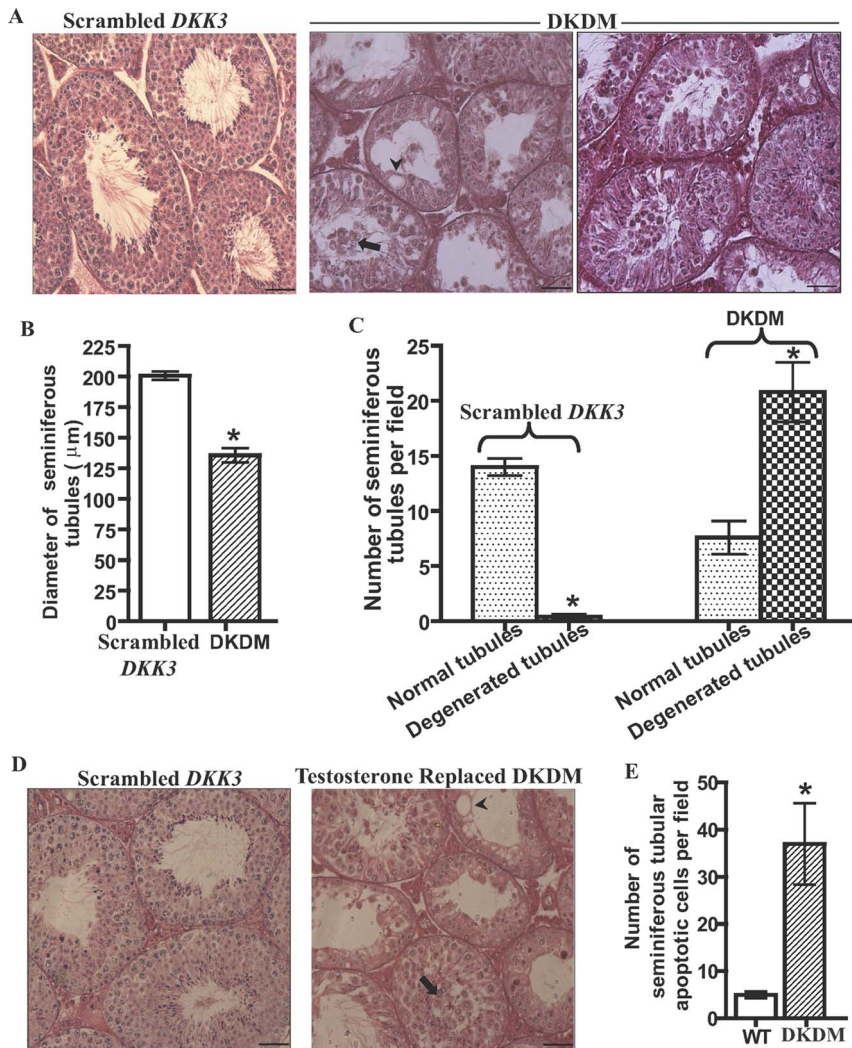 A
Scrambled DKK3
DKDM
B
Diameter of seminiferous
tubules ( μm)
225
200
175
150
125
100
75
50
25
0
*
Scrambled
DKK3
DKDM
C
Number of seminiferous
tubules per field
25
20
15
10
5
0
Scrambled DKK3
*
DKDM
*
Normal tubules
Degenerated tubules
Normal tubules
Degenerated tubules
D
Scrambled DKK3
Testosterone Replaced DKDM
E
Number of
seminiferous tubular
apoptotic cells per field
50
40
30
20
10
5
0
*
WT
DKDM